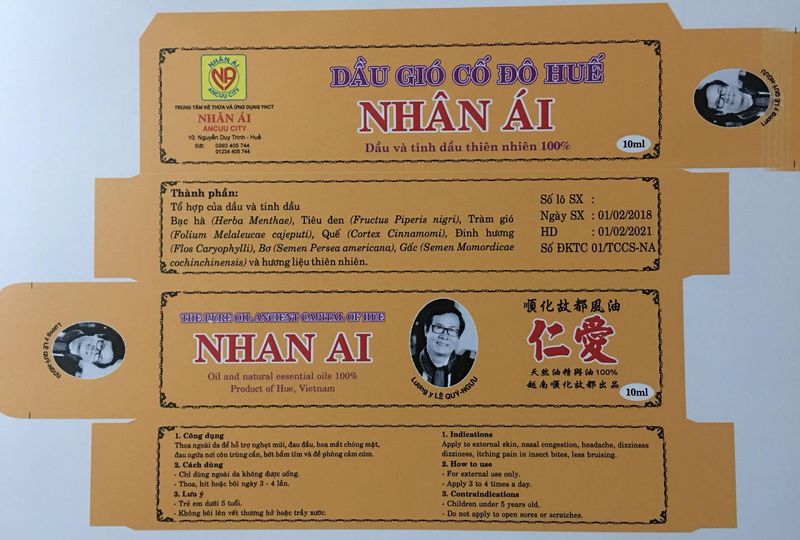 NHÂN ÁI
NA
ANCUU CITY
TRUNG TÂM KẾ THỪA VÀ ỨNG DỤNG YHCT
NHÂN ÁI
ANCUU CITY
10. Nguyễn Duy Trinh - Huế
Sđt: 0983 405 744
01234 405 744
DẦU GIÓ CỐ ĐÔ HUẾ
NHÂN ÁI
Dầu và tinh dầu thiên nhiên 100%
10ml
Lương y LÊ QUÝ-NGƯU
Thành phần:
Tổ hợp của dầu và tinh dầu
Bạc hà (Herba Menthae), Tiêu đen (Fructus Piperis nigri), Tràm gió
(Folium Melaleucae cajeputi), Quế (Cortex Cinnamomi), Đinh hương
(Flos Caryophylli), Bơ (Semen Persea americana), Gấc (Semen Momordicae
cochinchinensis) và hương liệu thiên nhiên.
Số lô SX :
Ngày SX : 01/02/2018
HD : 01/02/2021
Số ĐKTC 01/TCCS-NA
Lương y LÊ QUÝ-NGƯU
THE PURE OIL ANCIENT CAPITAL OF HUE
NHAN AI
Oil and natural essential oils 100%
Product of Hue, Vietnam
Lương y LÊ QUÝ-NGƯU
順化故都風油
仁愛
天然油精與油100%
越南順化故都出品
10ml
1. Công dụng
Thoa ngoài da để hỗ trợ nghẹt mũi, đau đầu, hoa mắt chóng mặt,
đau ngứa nơi côn trùng cắn, bớt bầm tím và đề phòng cảm cúm.
2. Cách dùng
- Chỉ dùng ngoài da không được uống.
- Thoa, hít hoặc bôi ngày 3 - 4 lần.
3. Lưu ý
- Trẻ em dưới 5 tuổi.
- Không bôi lên vết thương hở hoặc trầy xước.
1. Indications
Apply to external skin, nasal congestion, headache, dizziness
dizziness, itching pain in insect bites, less bruising.
2. How to use
- For external use only.
- Apply 3 to 4 times a day.
3. Contraindications
- Children under 5 years old.
- Do not apply to open sores or scratches.